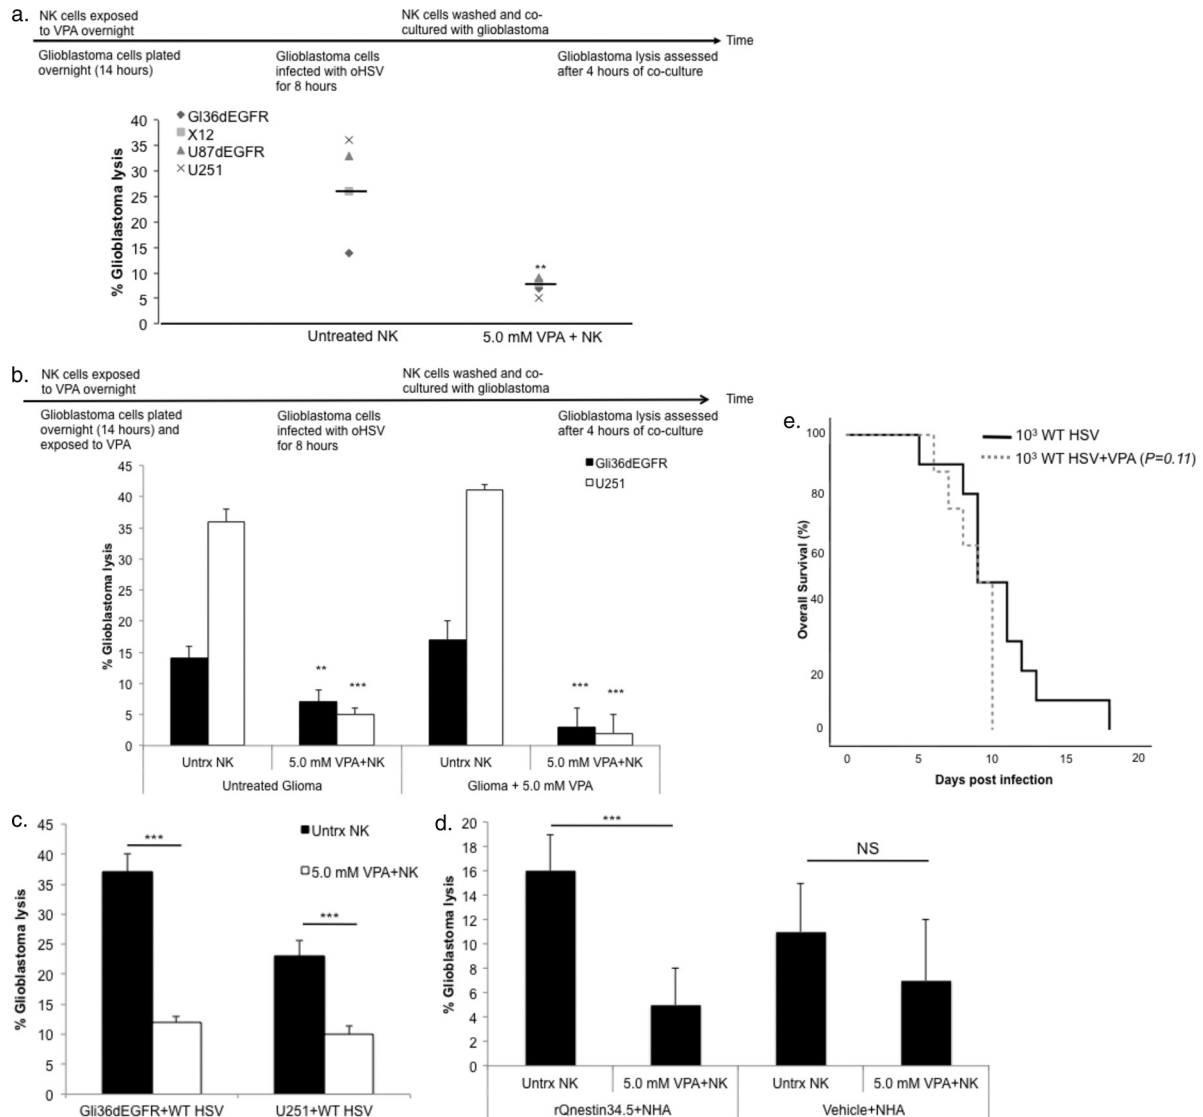 a.
NK cells exposed
to VPA overnight
NK cells washed and co-
cultured with glioblastoma
Time
Glioblastoma cells plated
overnight (14 hours)
Glioblastoma cells
infected with oHSV
for 8 hours
Glioblastoma lysis assessed
after 4 hours of co-culture
% Glioblastoma lysis
40
35
30
25
20
15
10
5
0
GI36dEGFR
X12
U87dEGFR
U251
**
Untreated NK
5.0 mM VPA + NK
b.
NK cells exposed
to VPA overnight
NK cells washed and co-
cultured with glioblastoma
Time
Glioblastoma cells plated
overnight (14 hours) and
exposed to VPA
Glioblastoma cells
infected with oHSV
for 8 hours
Glioblastoma lysis assessed
after 4 hours of co-culture
% Glioblastoma lysis
45
40
35
30
25
20
15
10
5
0
Gli36dEGFR
U251
**
***
***
***
Untrx NK
5.0 mM VPA+NK
Untrx NK
5.0 mM VPA+NK
Untreated Glioma
Glioma + 5.0 mM VPA
e.
10³ WT HSV
10³ WT HSV+VPA (P=0.11)
Overall Survival (%)
100
80
60
40
20
0
0
5
10
15
20
Days post infection
c.
% Glioblastoma lysis
45
40
35
30
25
20
15
10
5
0
Untrx NK
5.0 mM VPA+NK
***
***
Gli36dEGFR+WT HSV
U251+WT HSV
d.
% Glioblastoma lysis
20
18
16
14
12
10
8
6
4
2
0
***
NS
Untrx NK
5.0 mM VPA+NK
Untrx NK
5.0 mM VPA+NK
rQnestin34.5+NHA
Vehicle+NHA